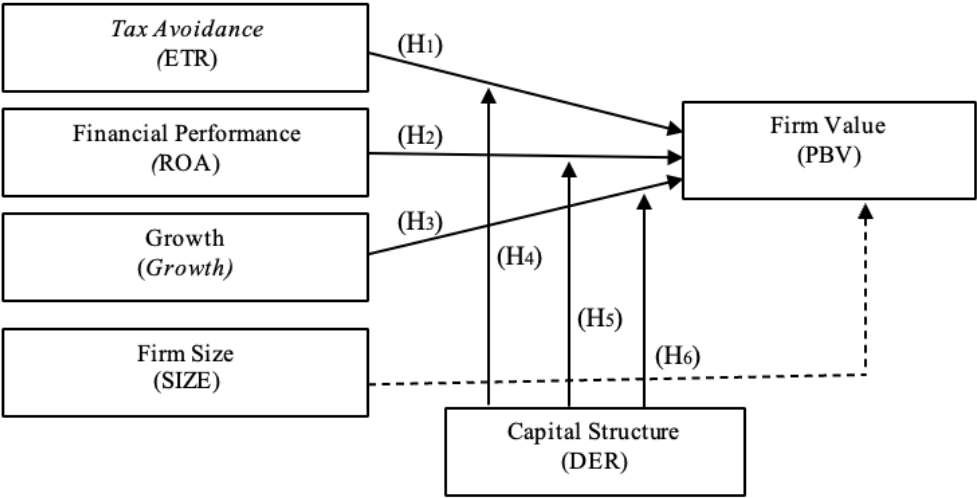 Tax Avoidance
(ETR)
(H1)
Financial Performance
(ROA)
(H2)
Firm Value
(PBV)
Growth
(Growth)
(H3)
(H4)
(H5)
(H6)
Firm Size
(SIZE)
Capital Structure
(DER)